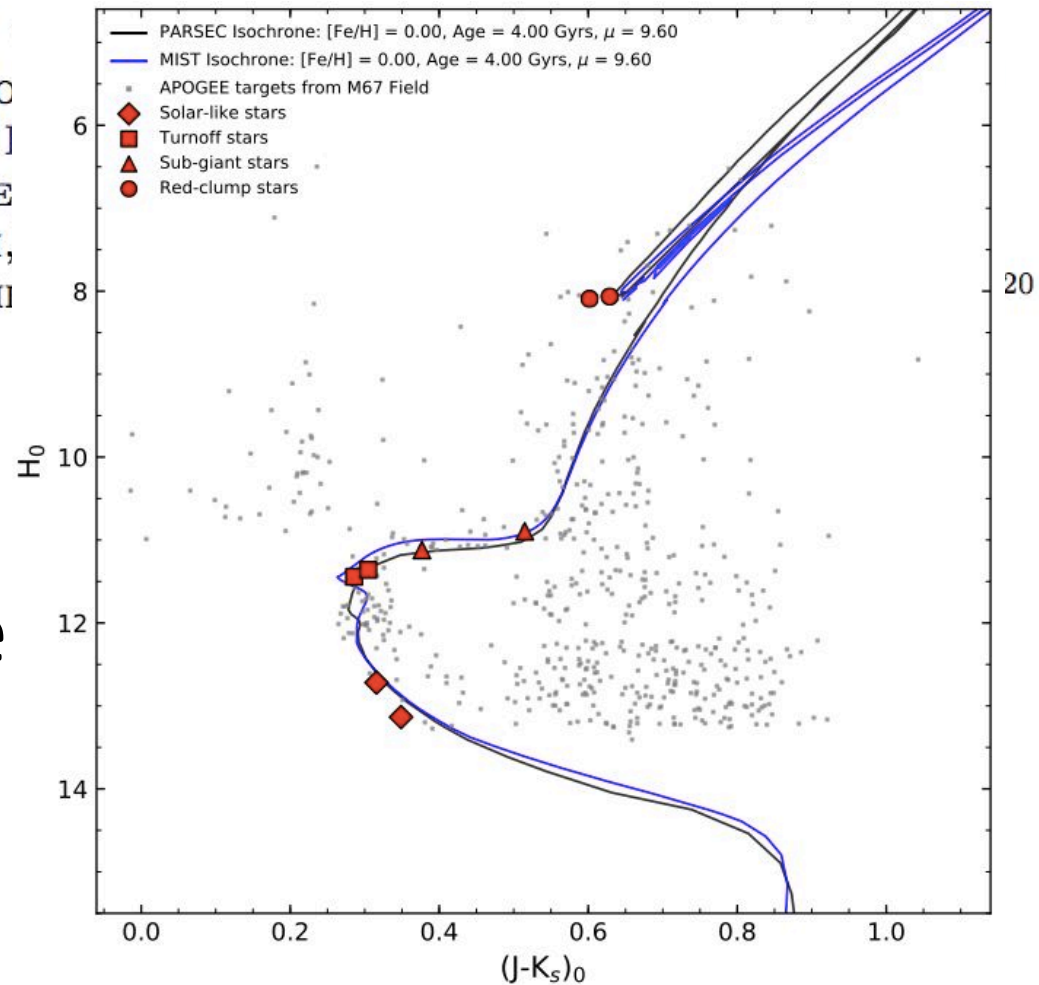 PARSEC Isochrone: [Fe/H] = 0.00, Age = 4.00 Gyrs, μ = 9.60
MIST Isochrone: [Fe/H] = 0.00, Age = 4.00 Gyrs, μ = 9.60
APOGEE targets from M67 Field
Solar-like stars
Turnoff stars
Sub-giant stars
Red-clump stars
6
8
10
12
14
H₀
20
0.0 0.2 0.4 0.6 0.8 1.0
(J-Kₛ)₀